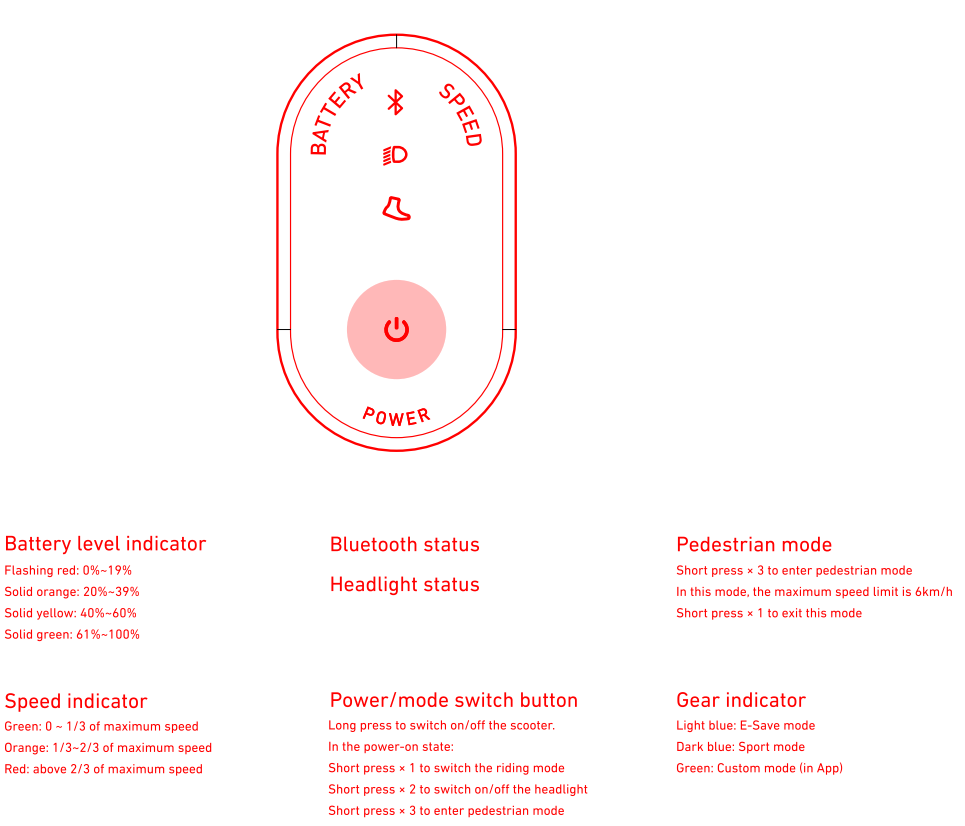 BATTERY
SPEED
POWER
Battery level indicator
Flashing red: 0%~19%
Solid orange: 20%~39%
Solid yellow: 40%~60%
Solid green: 61%~100%
Bluetooth status
Headlight status
Pedestrian mode
Short press × 3 to enter pedestrian mode
In this mode, the maximum speed limit is 6km/h
Short press × 1 to exit this mode
Speed indicator
Green: 0 ~ 1/3 of maximum speed
Orange: 1/3~2/3 of maximum speed
Red: above 2/3 of maximum speed
Power/mode switch button
Long press to switch on/off the scooter.
In the power-on state:
Short press × 1 to switch the riding mode
Short press × 2 to switch on/off the headlight
Short press × 3 to enter pedestrian mode
Gear indicator
Light blue: E-Save mode
Dark blue: Sport mode
Green: Custom mode (in App)